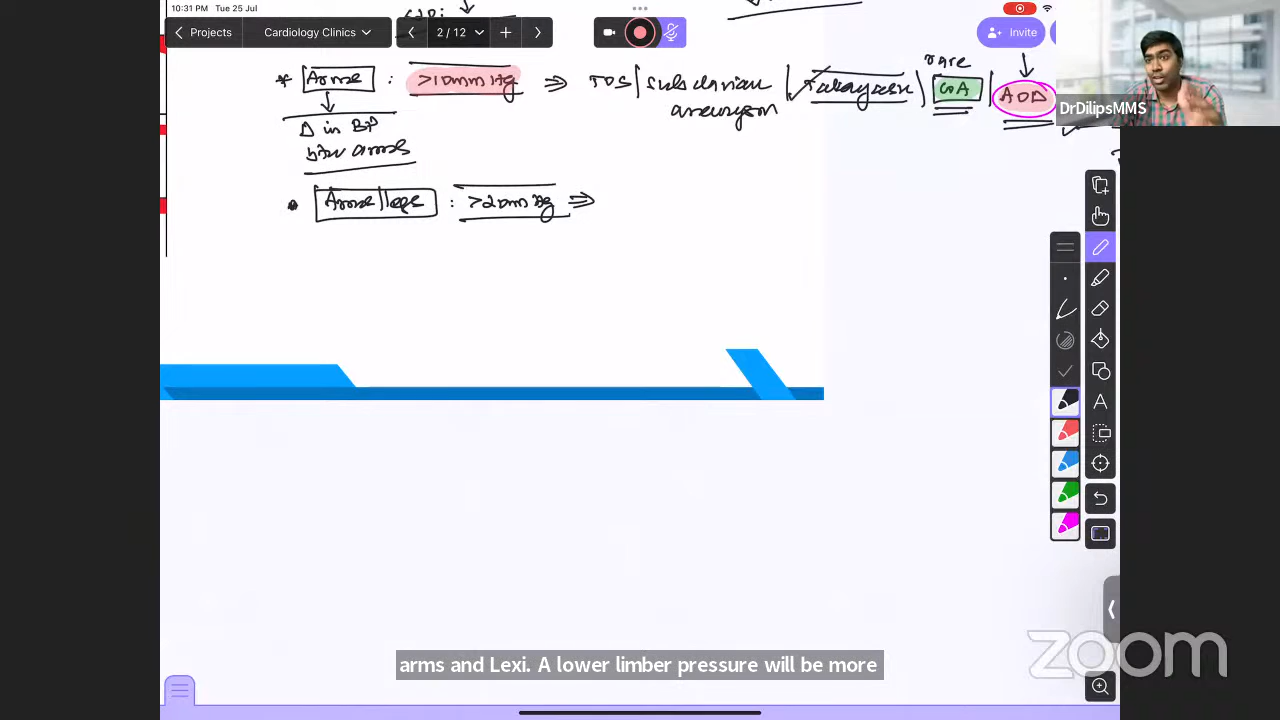 10:31 PM Tue 25 Jul
Projects
Cardiology Clinics
2 / 12
Invite
rare
* Arms : >10mm Hg ⇒ TOS | Subclavian aneurysm | Takayasu | COA | AOD
Δ in BP
b/w arms
• Arms | legs : >20mm Hg ⇒
DrDilipsMMS
A
arms and Lexi. A lower limber pressure will be more
zoom